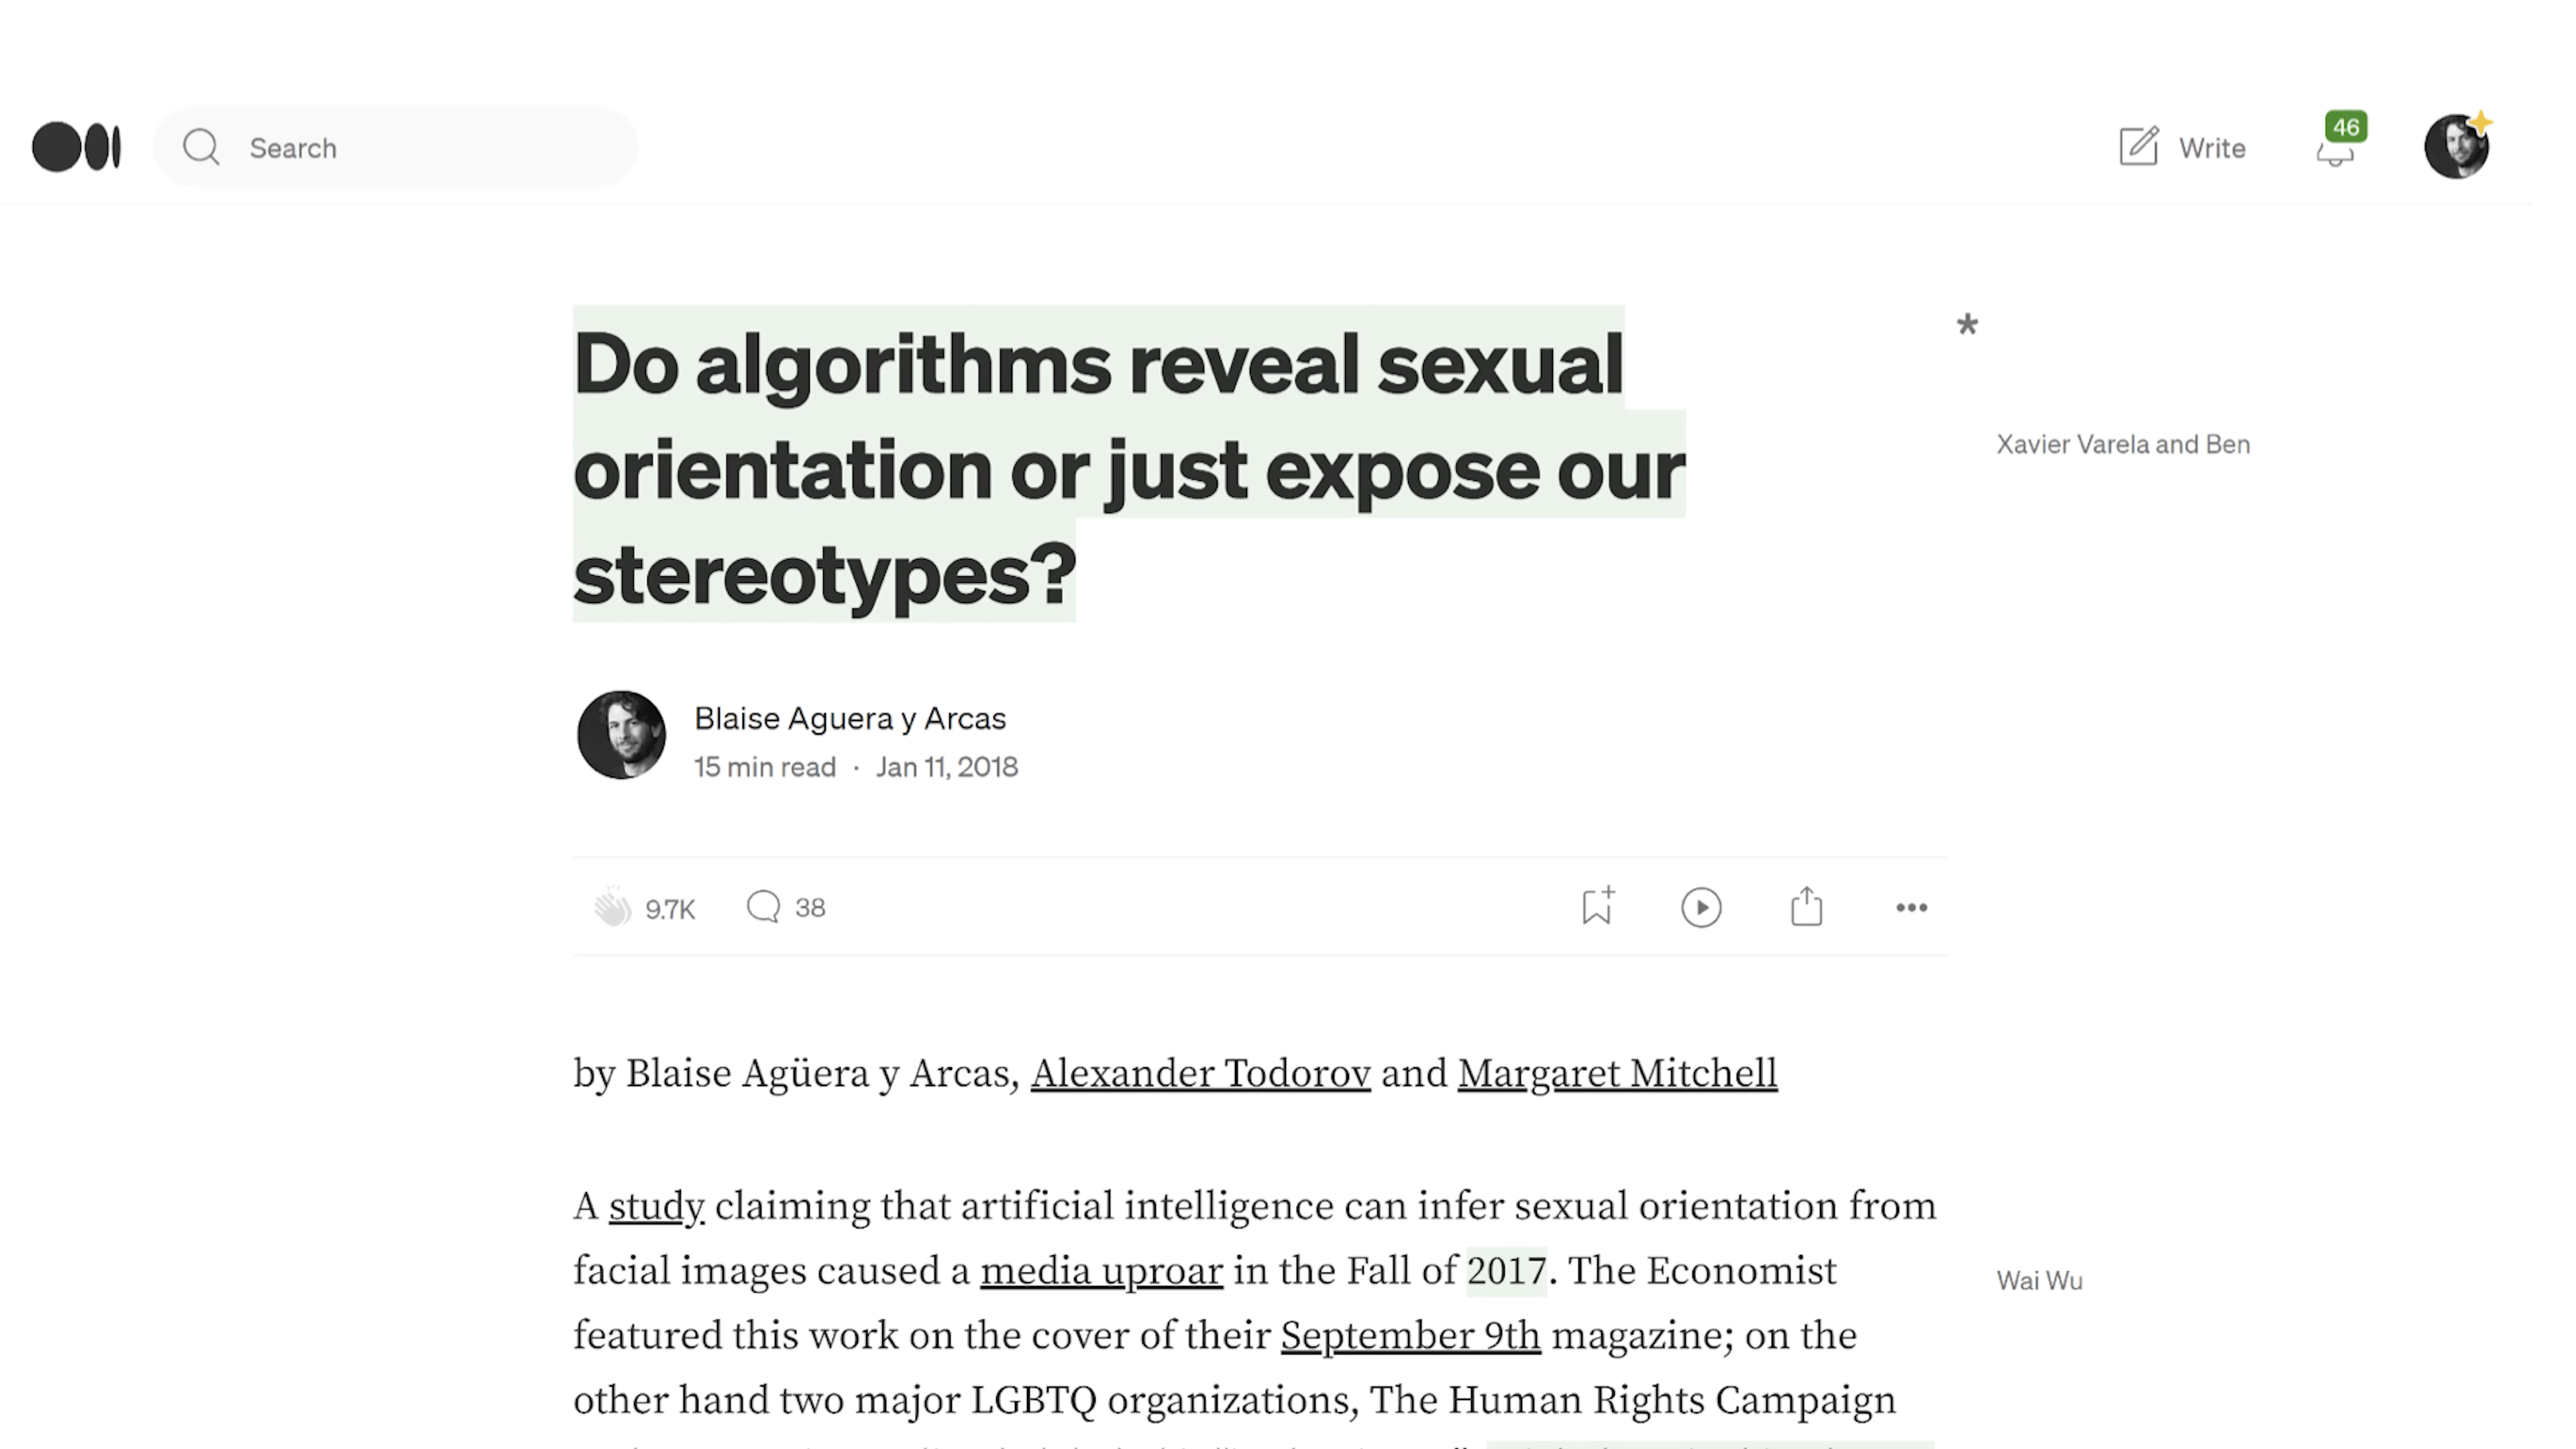 Search
Write
46
Do algorithms reveal sexual
orientation or just expose our
stereotypes?
*
Xavier Varela and Ben
Blaise Aguera y Arcas
15 min read · Jan 11, 2018
9.7K
38
by Blaise Agüera y Arcas, Alexander Todorov and Margaret Mitchell
A study claiming that artificial intelligence can infer sexual orientation from
facial images caused a media uproar in the Fall of 2017. The Economist
Wai Wu
featured this work on the cover of their September 9th magazine; on the
other hand two major LGBTQ organizations, The Human Rights Campaign